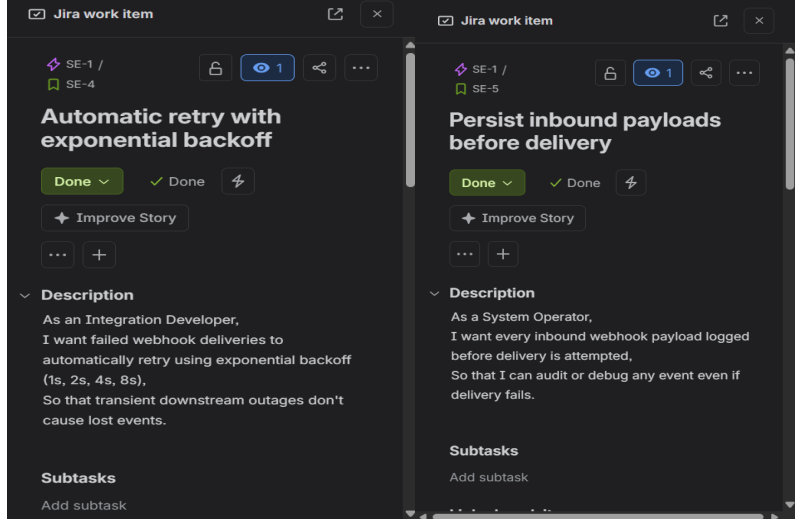 Jira work item
SE-1 /
SE-4
1
Automatic retry with
exponential backoff
Done
Done
Improve Story
Description
As an Integration Developer,
I want failed webhook deliveries to
automatically retry using exponential backoff
(1s, 2s, 4s, 8s),
So that transient downstream outages don't
cause lost events.
Subtasks
Add subtask
Jira work item
SE-1 /
SE-5
1
Persist inbound payloads
before delivery
Done
Done
Improve Story
Description
As a System Operator,
I want every inbound webhook payload logged
before delivery is attempted,
So that I can audit or debug any event even if
delivery fails.
Subtasks
Add subtask